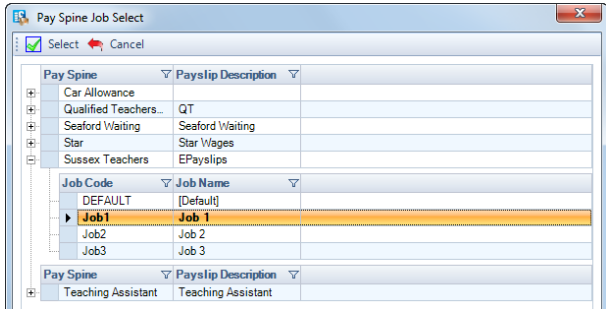 Pay Spine Job Select
Select Cancel
Pay Spine Payslip Description
Car Allowance
Qualified Teachers... QT
Seaford Waiting Seaford Waiting
Star Star Wages
Sussex Teachers EPayslips
Job Code Job Name
DEFAULT [Default]
Job1 Job 1
Job2 Job 2
Job3 Job 3
Pay Spine Payslip Description
Teaching Assistant Teaching Assistant